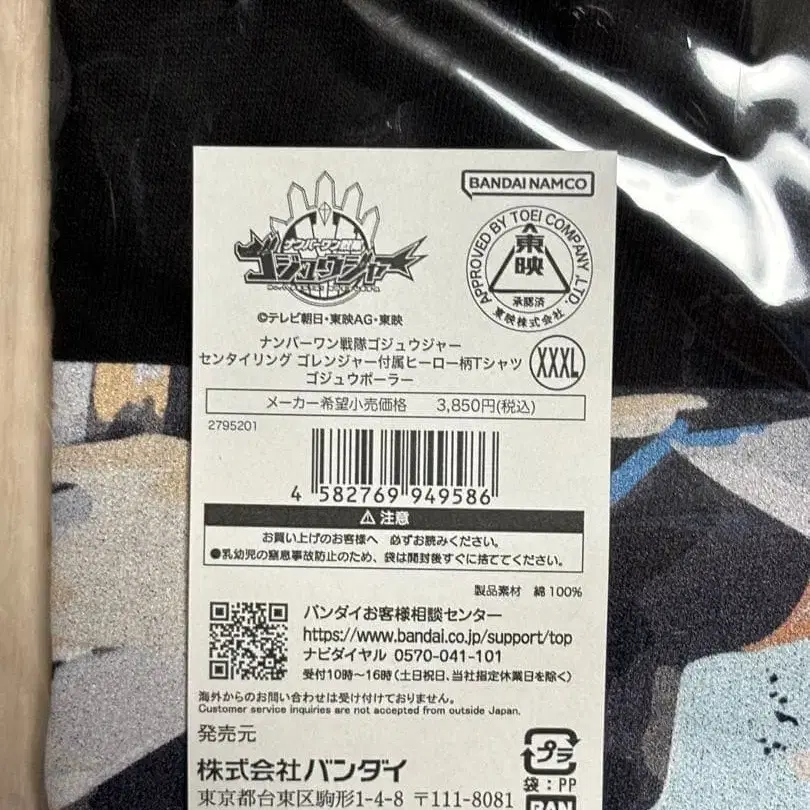 BANDAI NAMCO
ナンバーワン戦隊
ゴジュウジャー
APPROVED BY TOEI COMPANY, LTD.
東映
承認済
東映株式会社
©テレビ朝日・東映AG・東映
ナンバーワン戦隊ゴジュウジャー
センタイリング ゴレンジャー付属ヒーロー柄Tシャツ
ゴジュウポーラー
XXXL
メーカー希望小売価格 3,850円(税込)
2795201
4 582769 949586
⚠注意
お買い上げのお客様へ 必ずお読みください。
●乳幼児の窒息事故防止のため、袋は開封後すぐに捨ててください。
製品素材 綿100%
バンダイお客様相談センター
https://www.bandai.co.jp/support/top
ナビダイヤル 0570-041-101
受付10時~16時(土日祝日、当社指定休業日を除く)
海外からのお問い合わせは受け付けておりません。
Customer service inquiries are not accepted from outside Japan.
発売元
株式会社バンダイ
東京都台東区駒形1-4-8 〒111-8081
プラ
袋:PP
BAN